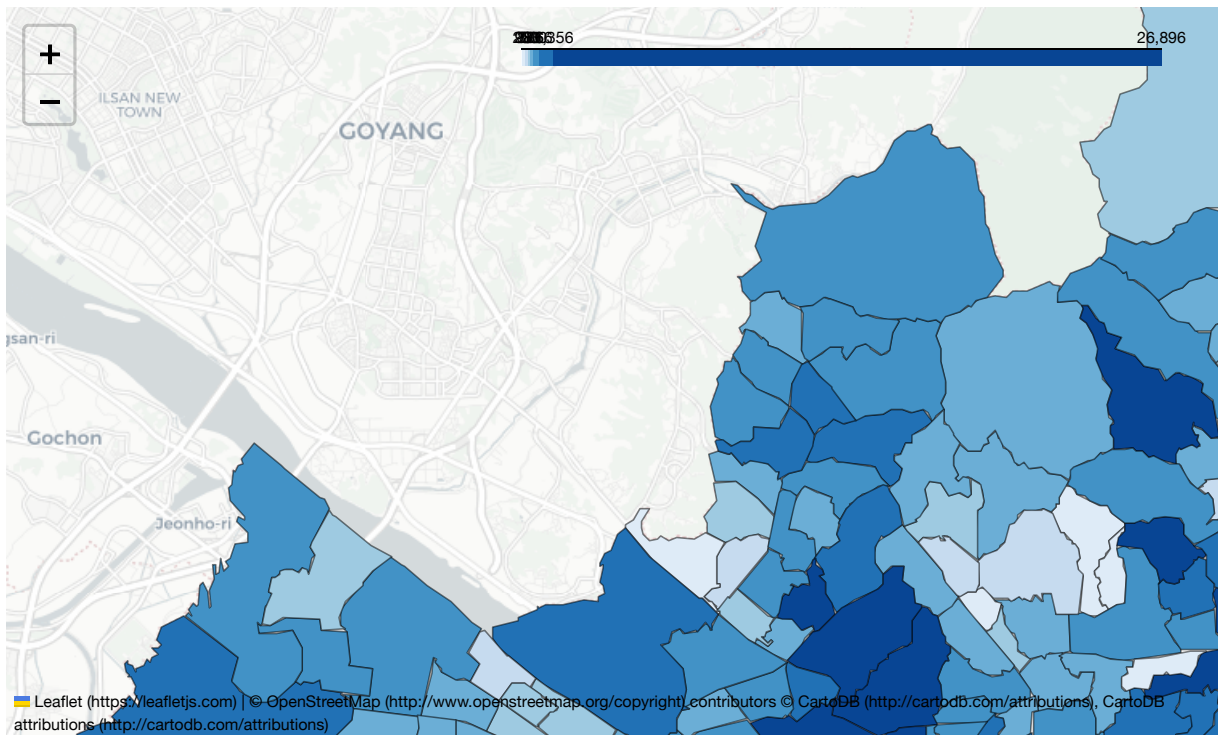 +
−
26,896
ILSAN NEW
TOWN
GOYANG
gsan-ri
Gochon
Jeonho-ri
Leaflet (https://leafletjs.com) | © OpenStreetMap (http://www.openstreetmap.org/copyright) contributors © CartoDB (http://cartodb.com/attributions), CartoDB
attributions (http://cartodb.com/attributions)